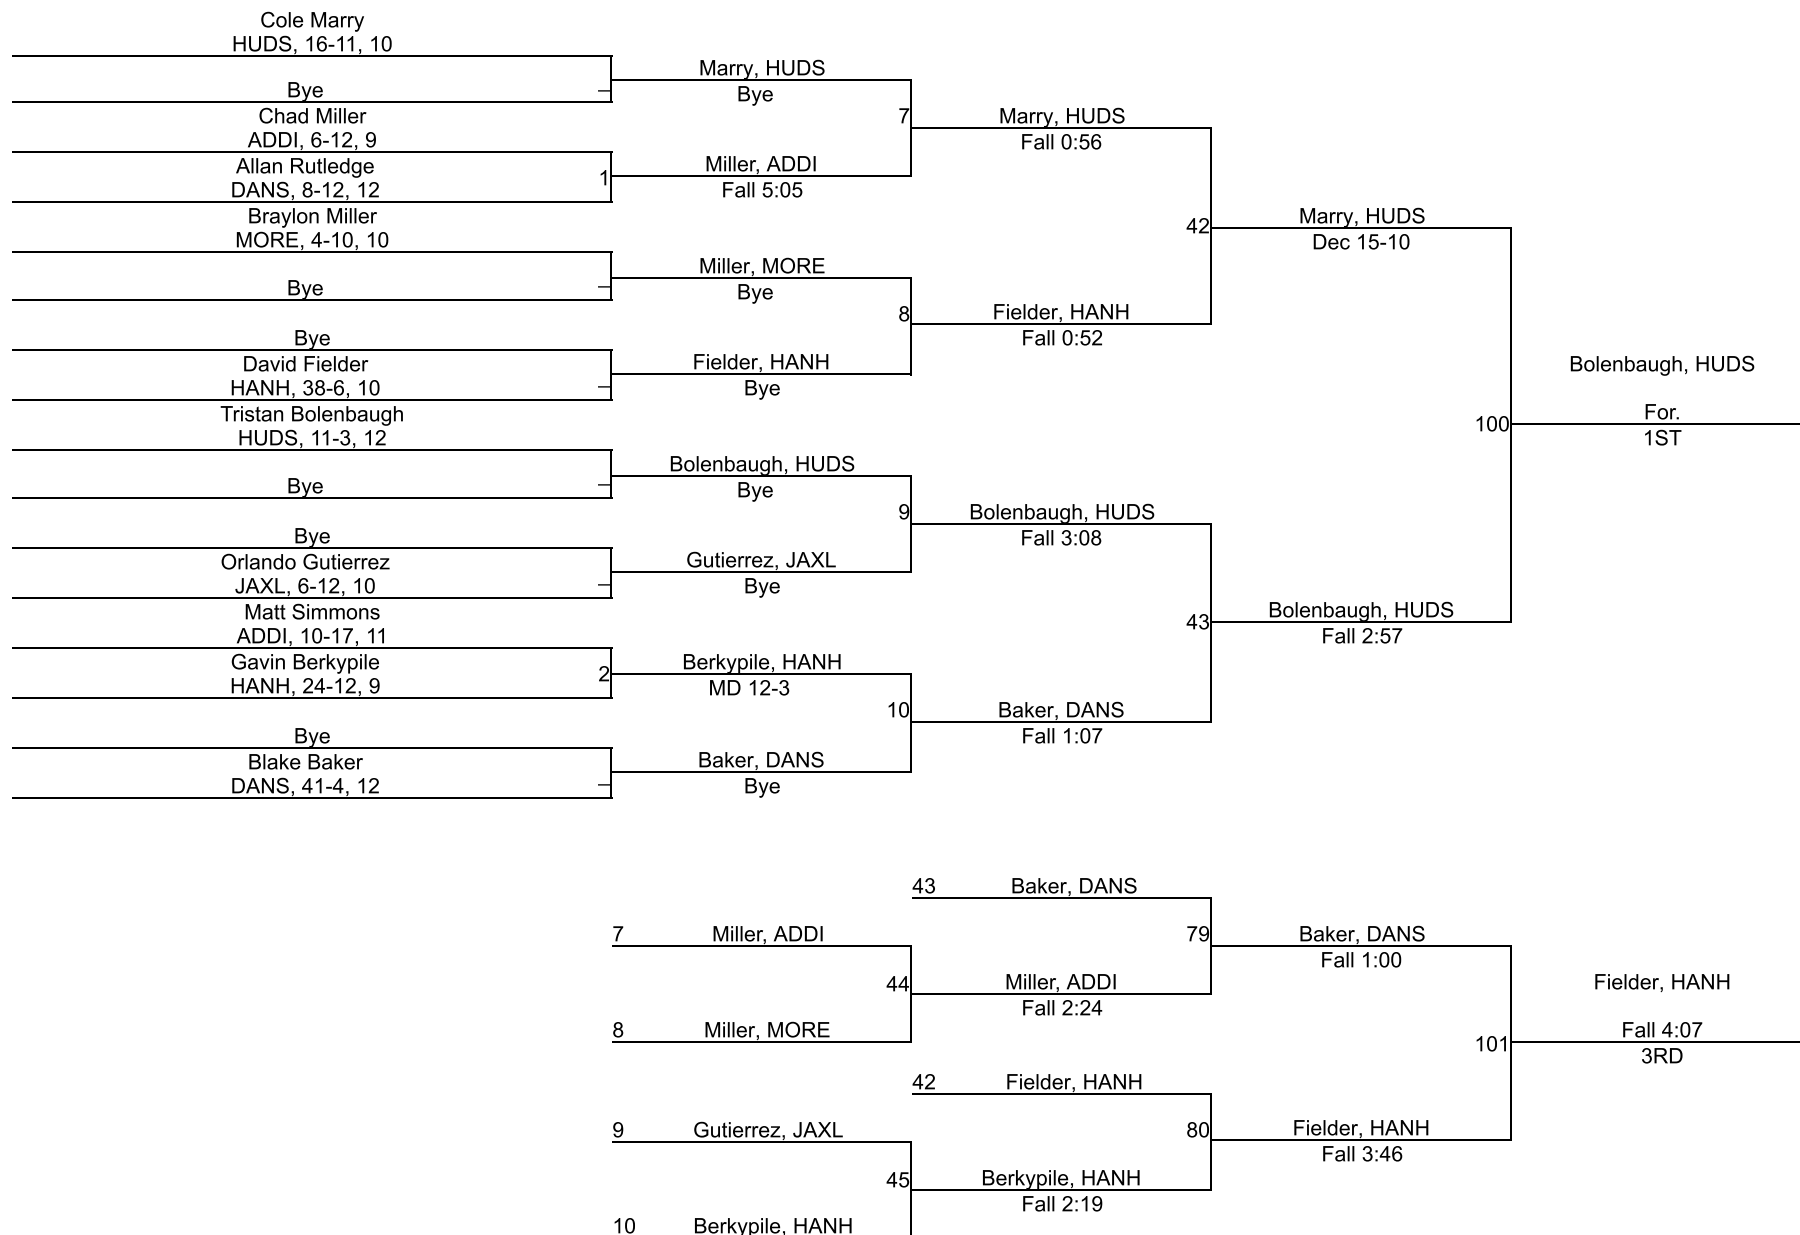 Cole Marry
HUDS, 16-11, 10
Bye
Chad Miller
ADDI, 6-12, 9
Allan Rutledge
DANS, 8-12, 12
1
Braylon Miller
MORE, 4-10, 10
Bye
Bye
David Fielder
HANH, 38-6, 10
Tristan Bolenbaugh
HUDS, 11-3, 12
Bye
Bye
Orlando Gutierrez
JAXL, 6-12, 10
Matt Simmons
ADDI, 10-17, 11
Gavin Berkypile
HANH, 24-12, 9
2
Bye
Blake Baker
DANS, 41-4, 12
Marry, HUDS
Bye
7
Miller, ADDI
Fall 5:05
Miller, MORE
Bye
8
Fielder, HANH
Bye
Bolenbaugh, HUDS
Bye
9
Gutierrez, JAXL
Bye
Berkypile, HANH
MD 12-3
10
Baker, DANS
Bye
Marry, HUDS
Fall 0:56
42
Fielder, HANH
Fall 0:52
Bolenbaugh, HUDS
Fall 3:08
43
Baker, DANS
Fall 1:07
Marry, HUDS
Dec 15-10
100
Bolenbaugh, HUDS
Fall 2:57
Bolenbaugh, HUDS
For.
1ST
43 Baker, DANS
7 Miller, ADDI
79
44
Miller, ADDI
Fall 2:24
8 Miller, MORE
42 Fielder, HANH
9 Gutierrez, JAXL
80
45
Berkypile, HANH
Fall 2:19
10 Berkypile, HANH
Baker, DANS
Fall 1:00
101
Fielder, HANH
Fall 3:46
Fielder, HANH
Fall 4:07
3RD